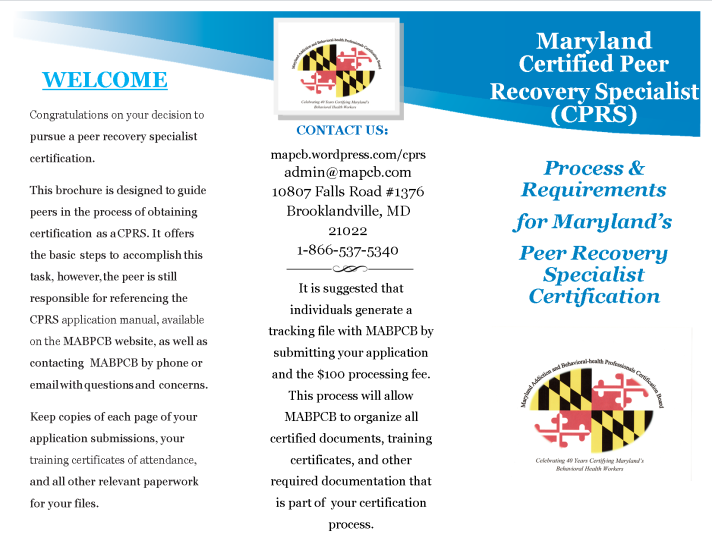 WELCOME
Congratulations on your decision to
pursue a peer recovery specialist
certification.
This brochure is designed to guide
peers in the process of obtaining
certification as a CPRS. It offers
the basic steps to accomplish this
task, however, the peer is still
responsible for referencing the
CPRS application manual, available
on the MABPCB website, as well as
contacting MABPCB by phone or
email with questions and concerns.
Keep copies of each page of your
application submissions, your
training certificates of attendance,
and all other relevant paperwork
for your files.
Maryland Addiction and Behavioral-health Professionals Certification Board
Celebrating 40 Years Certifying Maryland's
Behavioral Health Workers
CONTACT US:
mapcb.wordpress.com/cprs
admin@mapcb.com
10807 Falls Road #1376
Brooklandville, MD
21022
1-866-537-5340
It is suggested that
individuals generate a
tracking file with MABPCB by
submitting your application
and the $100 processing fee.
This process will allow
MABPCB to organize all
certified documents, training
certificates, and other
required documentation that
is part of your certification
process.
Maryland
Certified Peer
Recovery Specialist
(CPRS)
Process &
Requirements
for Maryland's
Peer Recovery
Specialist
Certification
Maryland Addiction and Behavioral-health Professionals Certification Board
Celebrating 40 Years Certifying Maryland's
Behavioral Health Workers